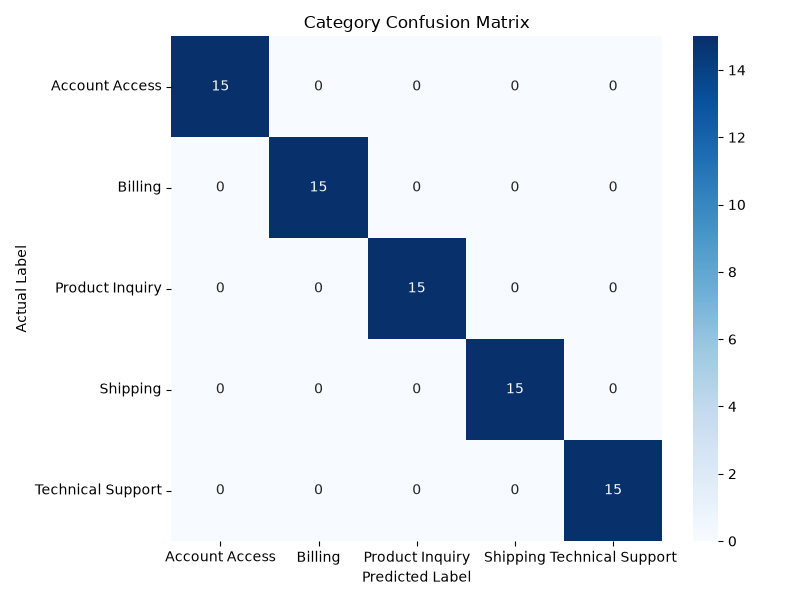 Category Confusion Matrix
Account Access 15 0 0 0 0
Billing 0 15 0 0 0
Product Inquiry 0 0 15 0 0
Shipping 0 0 0 15 0
Technical Support 0 0 0 0 15
Account Access Billing Product Inquiry Shipping Technical Support
Predicted Label
Actual Label
14
12
10
8
6
4
2
0